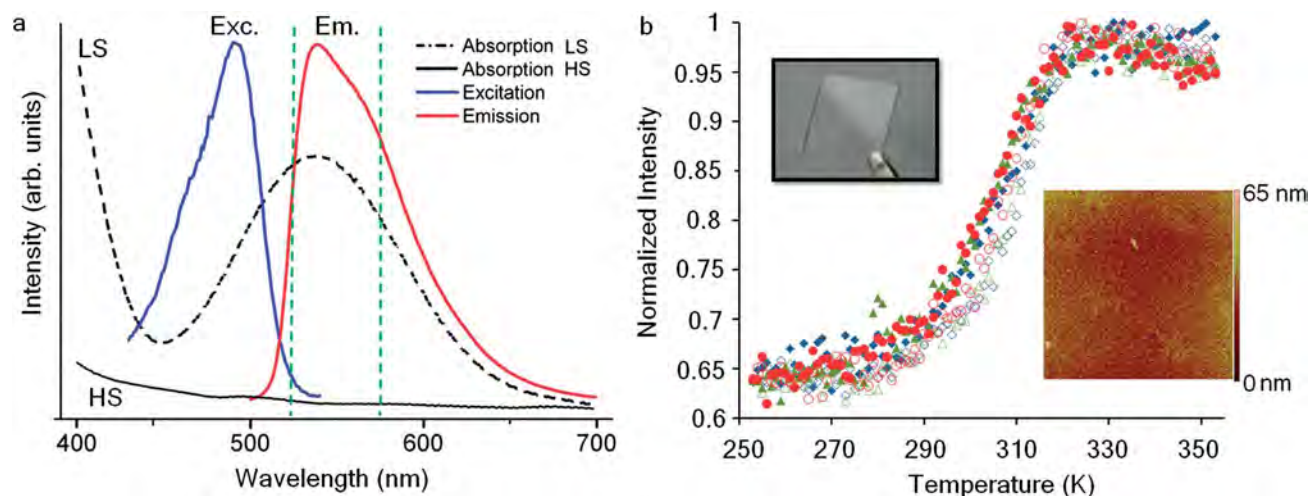 a
Exc. Em.
LS
Absorption LS
Absorption HS
Excitation
Emission
HS
Intensity (arb. units)
400 500 600 700
Wavelength (nm)
b
1
0.95
0.9
0.85
0.8
0.75
0.7
0.65
0.6
Normalized Intensity
65 nm
0 nm
250 270 290 310 330 350
Temperature (K)